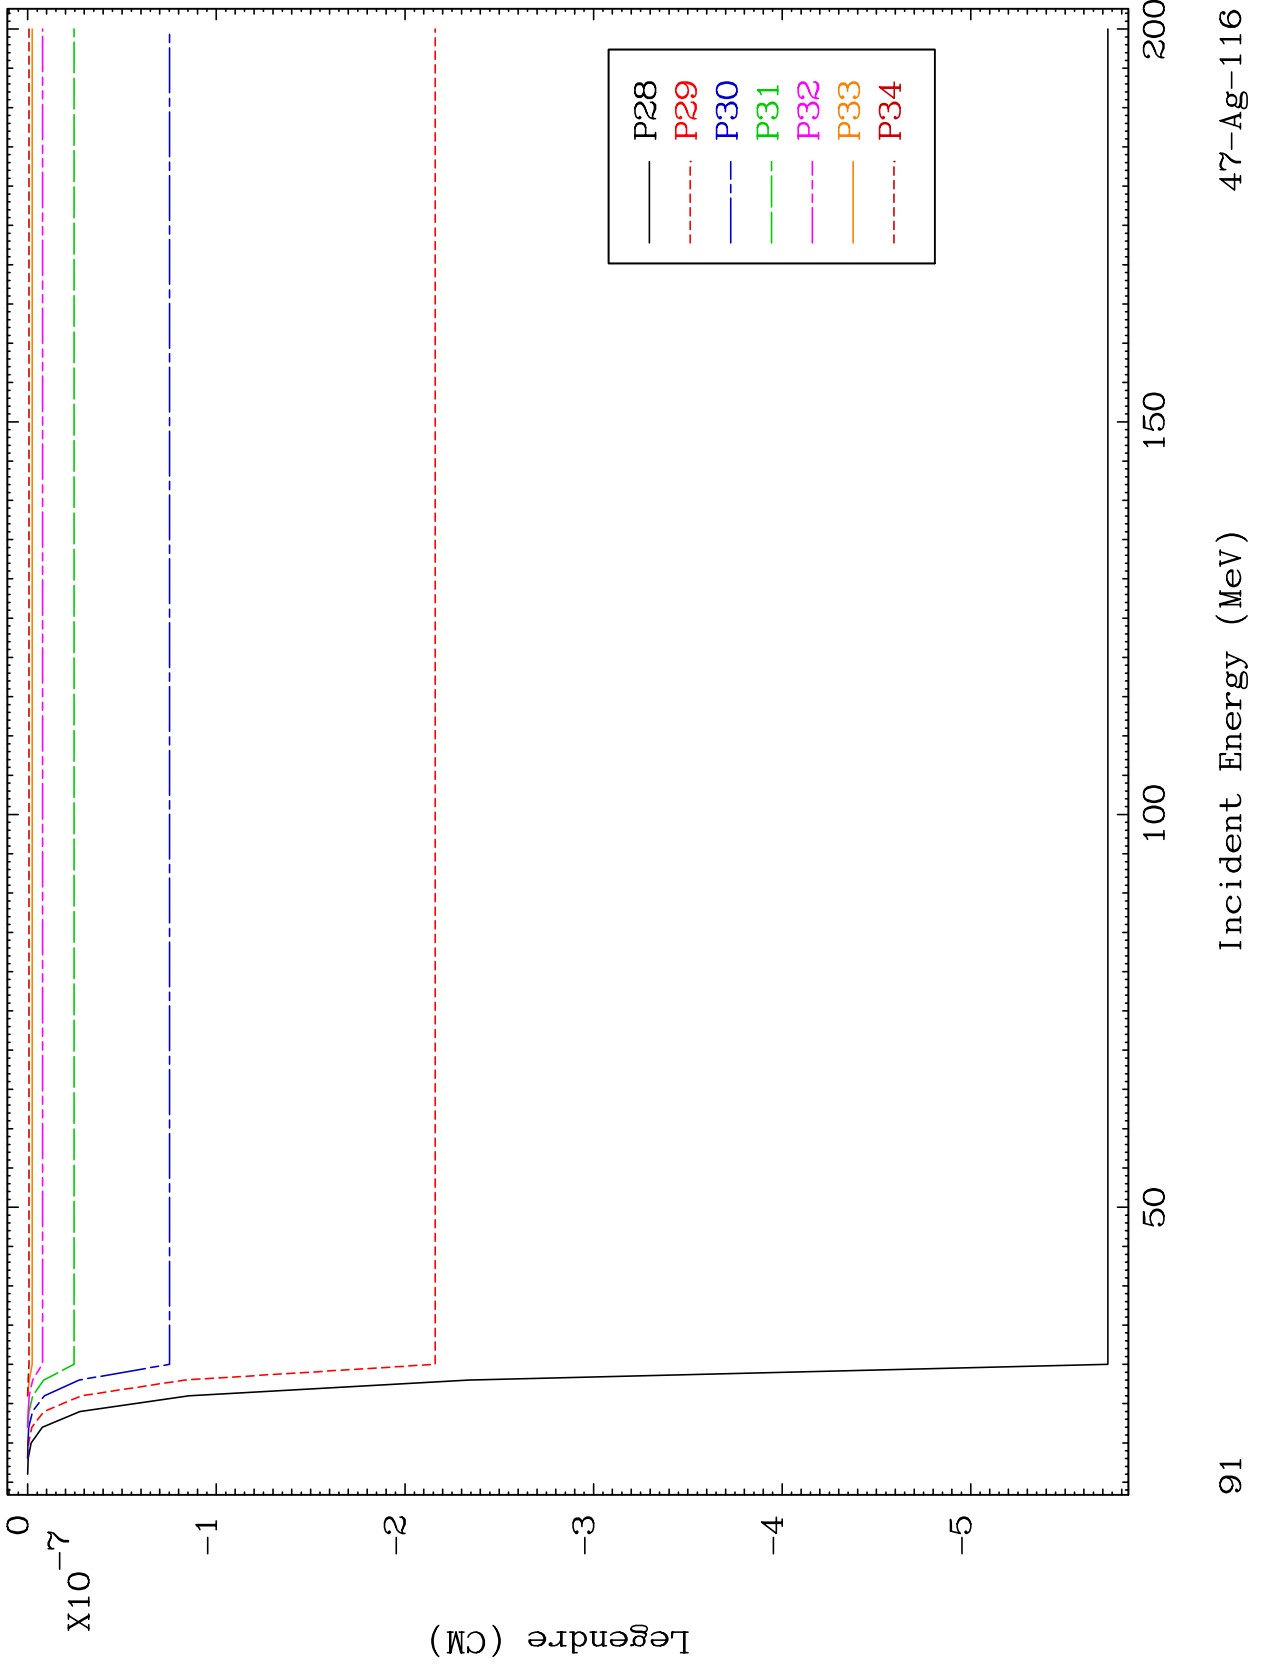 0
-1
-2
-3
-4
-5
X10^-7
Legendre (CM)
50
100
150
200
Incident Energy (MeV)
P28
P29
P30
P31
P32
P33
P34
91
47-Ag-116